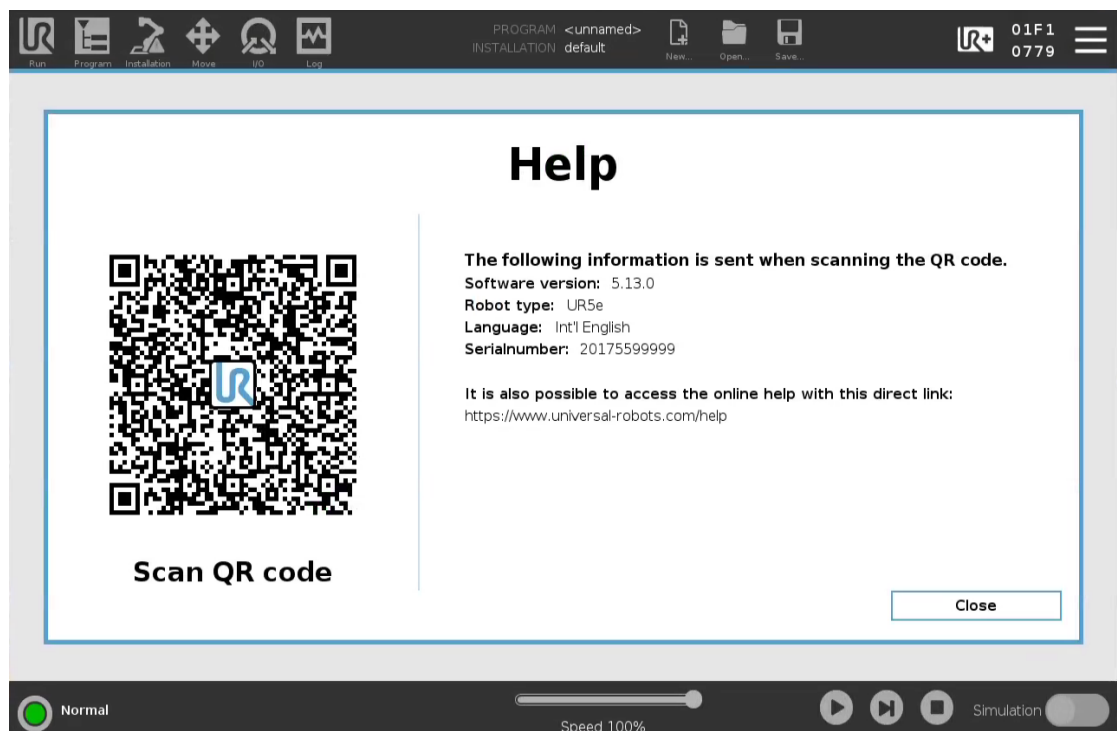 PROGRAM <unnamed>
INSTALLATION default
Run
Program
Installation
Move
I/O
Log
New...
Open...
Save...
UR+
01F1
0779
Help
The following information is sent when scanning the QR code.
Software version: 5.13.0
Robot type: UR5e
Language: Int'l English
Serialnumber: 20175599999
It is also possible to access the online help with this direct link:
https://www.universal-robots.com/help
UR
Scan QR code
Close
Normal
Speed 100%
Simulation